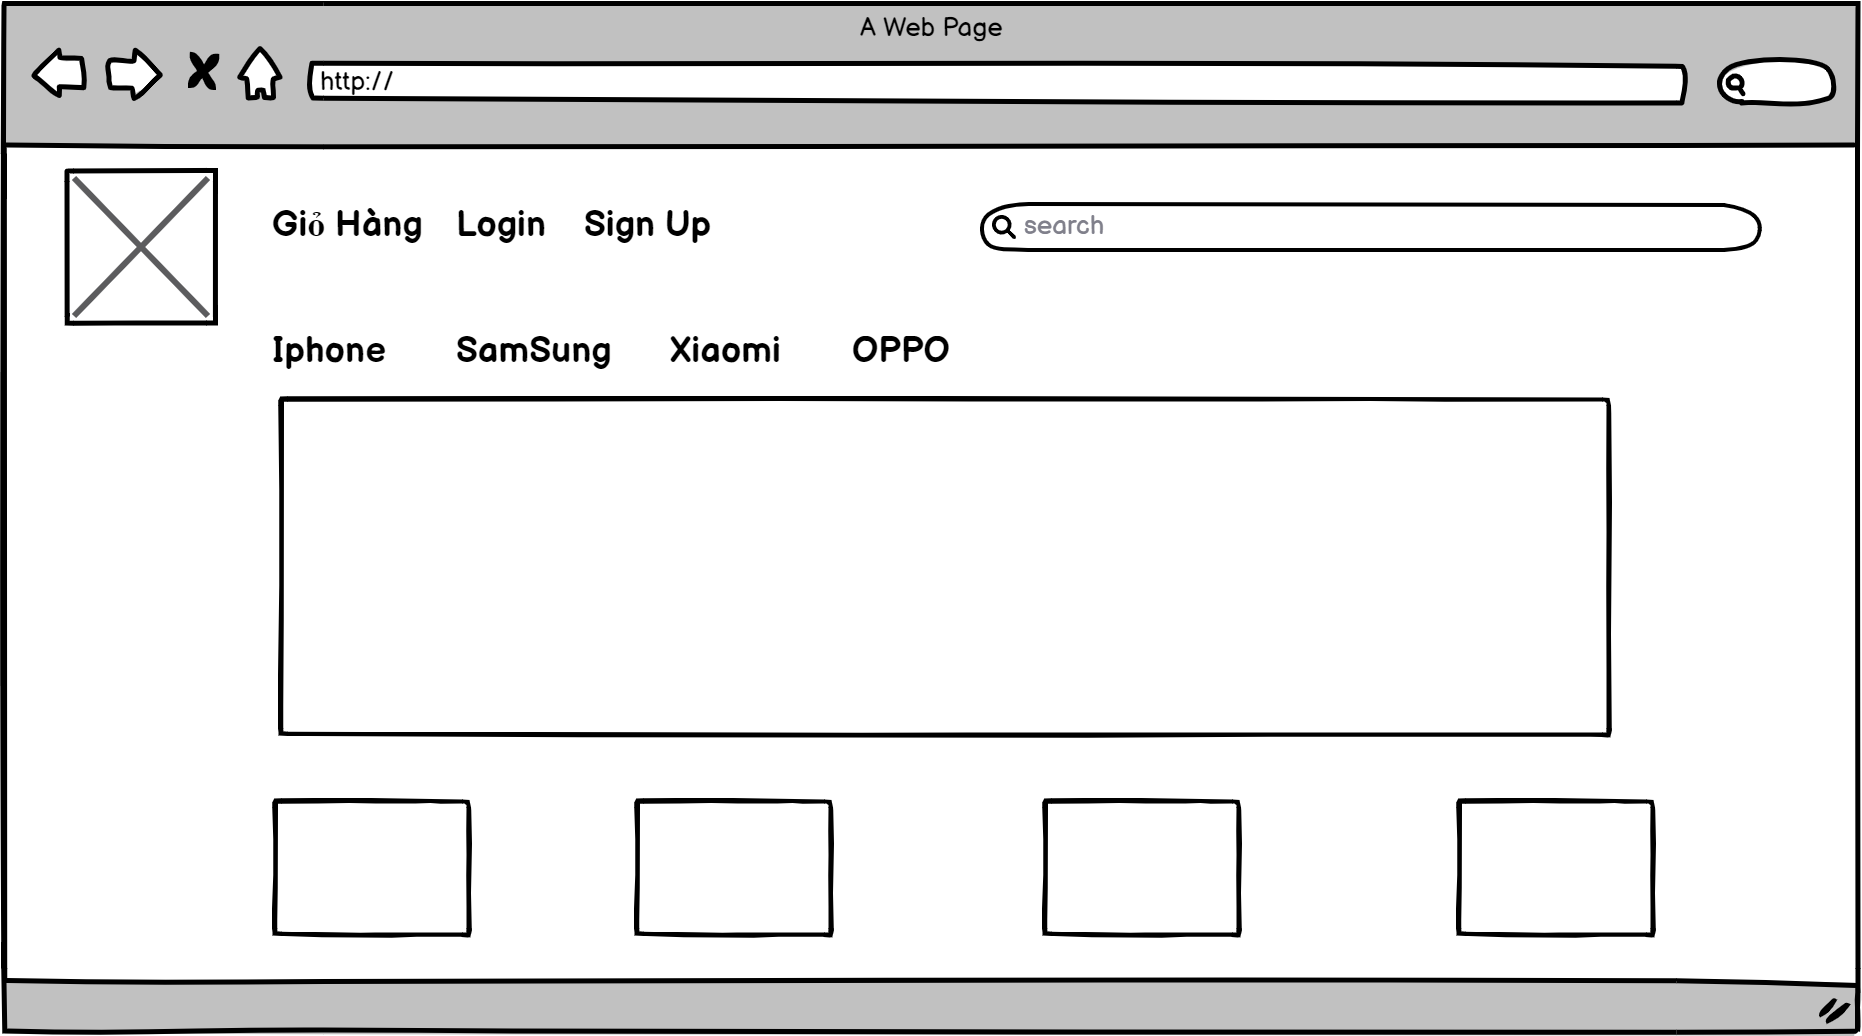 A Web Page
http://
Giỏ Hàng Login Sign Up search
Iphone SamSung Xiaomi OPPO